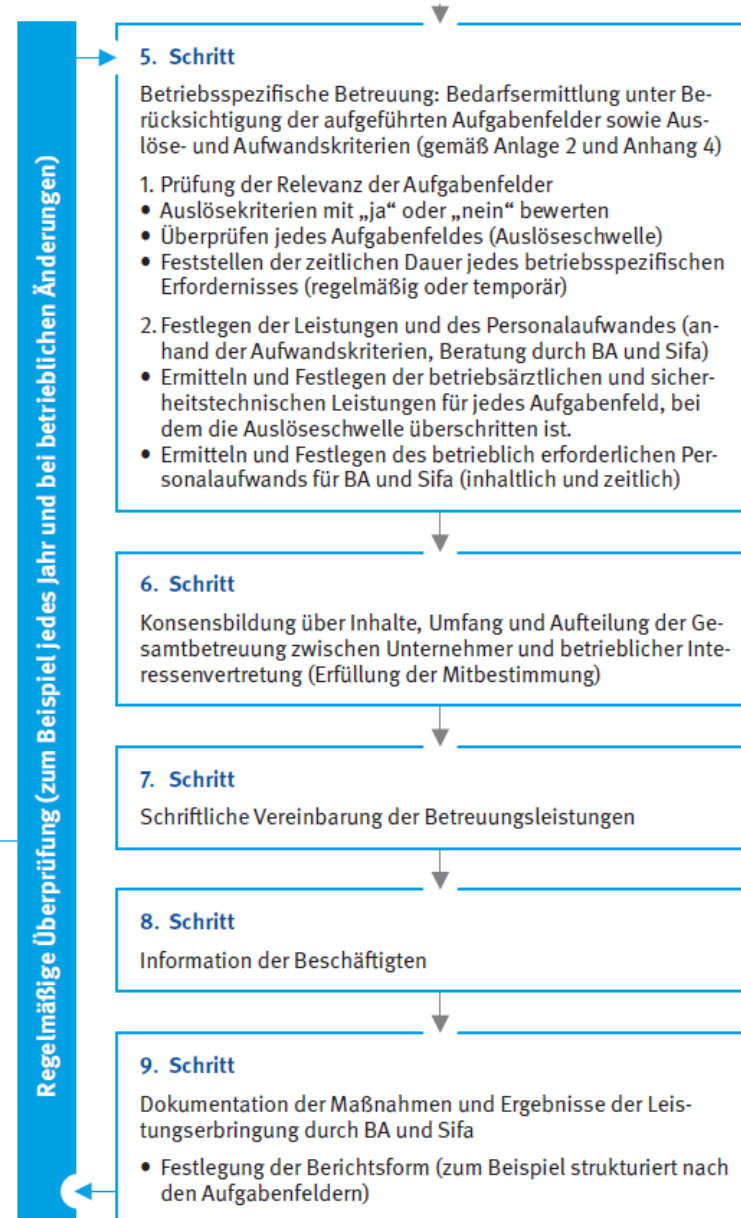 Regelmäßige Überprüfung (zum Beispiel jedes Jahr und bei betrieblichen Änderungen)
5. Schritt
Betriebsspezifische Betreuung: Bedarfsermittlung unter Be-
rücksichtigung der aufgeführten Aufgabenfelder sowie Aus-
löse- und Aufwandskriterien (gemäß Anlage 2 und Anhang 4)
1. Prüfung der Relevanz der Aufgabenfelder
• Auslösekriterien mit „ja“ oder „nein“ bewerten
• Überprüfen jedes Aufgabenfeldes (Auslöseschwelle)
• Feststellen der zeitlichen Dauer jedes betriebsspezifischen
Erfordernisses (regelmäßig oder temporär)
2. Festlegen der Leistungen und des Personalaufwandes (an-
hand der Aufwandskriterien, Beratung durch BA und Sifa)
• Ermitteln und Festlegen der betriebsärztlichen und sicher-
heitstechnischen Leistungen für jedes Aufgabenfeld, bei
dem die Auslöseschwelle überschritten ist.
• Ermitteln und Festlegen des betrieblich erforderlichen Per-
sonalaufwands für BA und Sifa (inhaltlich und zeitlich)
6. Schritt
Konsensbildung über Inhalte, Umfang und Aufteilung der Ge-
samtbetreuung zwischen Unternehmer und betrieblicher Inte-
ressenvertretung (Erfüllung der Mitbestimmung)
7. Schritt
Schriftliche Vereinbarung der Betreuungsleistungen
8. Schritt
Information der Beschäftigten
9. Schritt
Dokumentation der Maßnahmen und Ergebnisse der Leis-
tungserbringung durch BA und Sifa
• Festlegung der Berichtsform (zum Beispiel strukturiert nach
den Aufgabenfeldern)